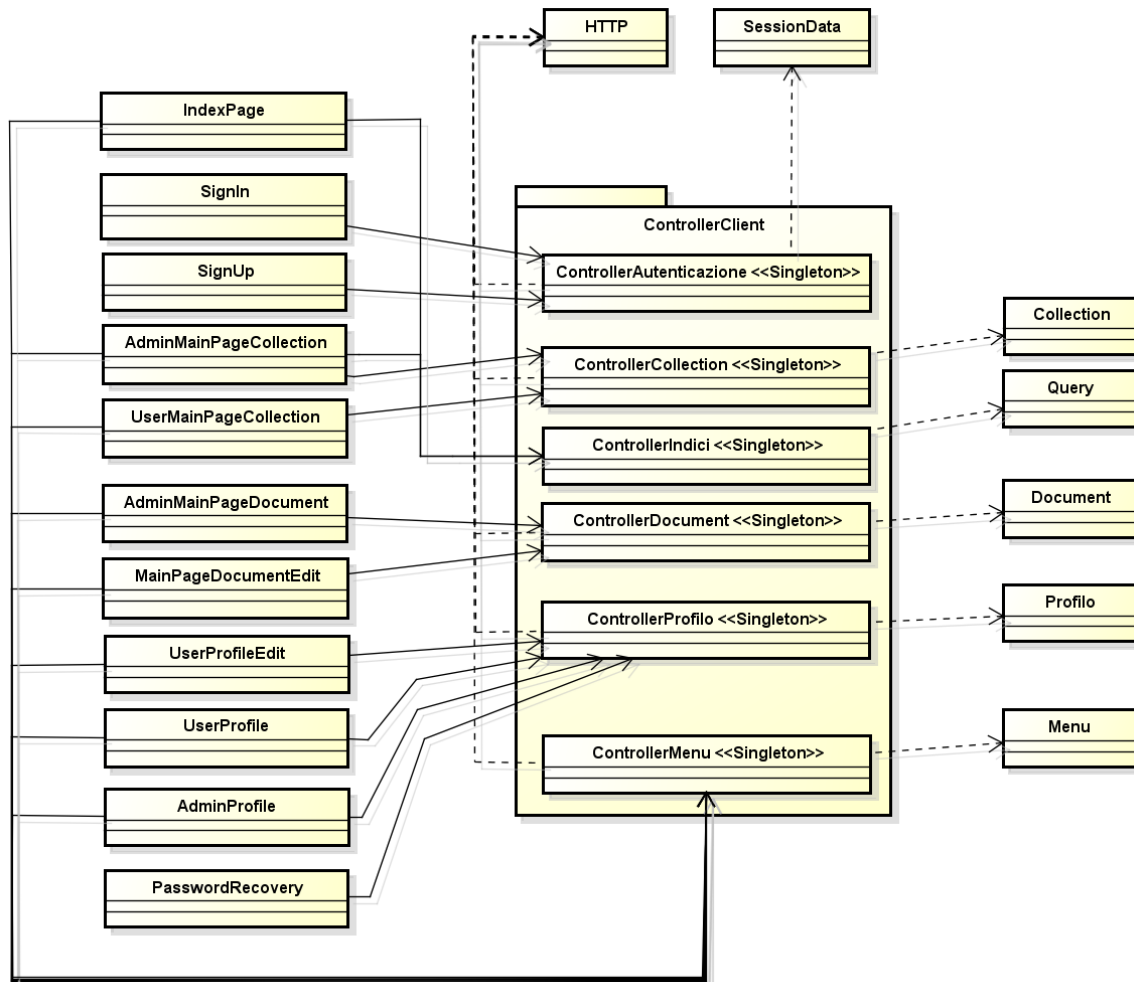 HTTP
SessionData
IndexPage
SignIn
SignUp
AdminMainPageCollection
UserMainPageCollection
AdminMainPageDocument
MainPageDocumentEdit
UserProfileEdit
UserProfile
AdminProfile
PasswordRecovery
ControllerClient
ControllerAutenticazione <<Singleton>>
ControllerCollection <<Singleton>>
ControllerIndici <<Singleton>>
ControllerDocument <<Singleton>>
ControllerProfilo <<Singleton>>
ControllerMenu <<Singleton>>
Collection
Query
Document
Profilo
Menu